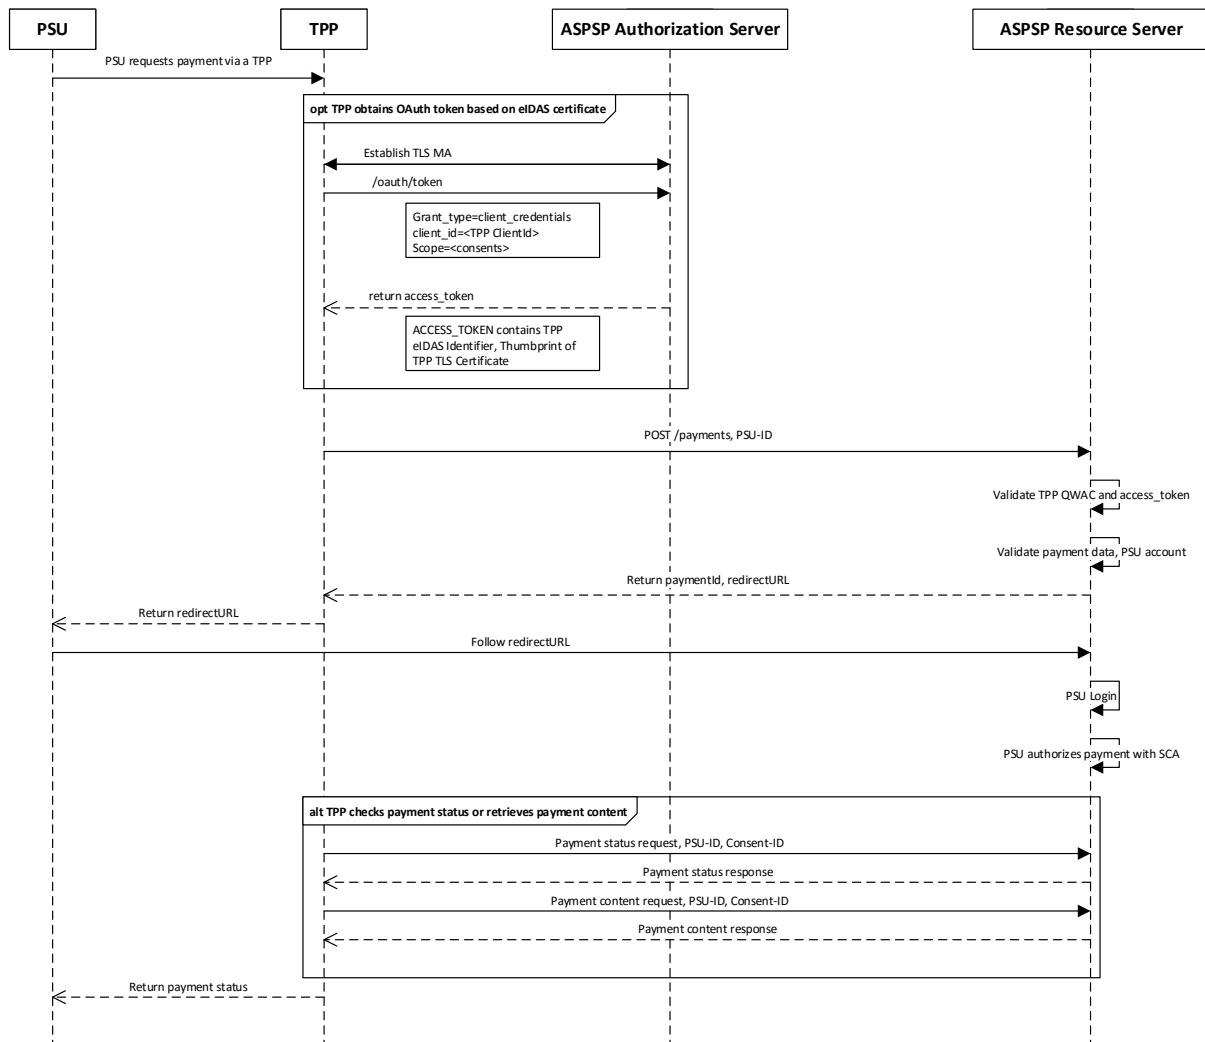 PSU
TPP
ASPSP Authorization Server
ASPSP Resource Server
PSU requests payment via a TPP
opt TPP obtains OAuth token based on eIDAS certificate
Establish TLS MA
/oauth/token
Grant_type=client_credentials
client_id=<TPP ClientId>
Scope=<consents>
return access_token
ACCESS_TOKEN contains TPP
eIDAS Identifier, Thumbprint of
TPP TLS Certificate
POST /payments, PSU-ID
Validate TPP QWAC and access_token
Validate payment data, PSU account
Return paymentId, redirectURL
Return redirectURL
Follow redirectURL
PSU Login
PSU authorizes payment with SCA
alt TPP checks payment status or retrieves payment content
Payment status request, PSU-ID, Consent-ID
Payment status response
Payment content request, PSU-ID, Consent-ID
Payment content response
Return payment status